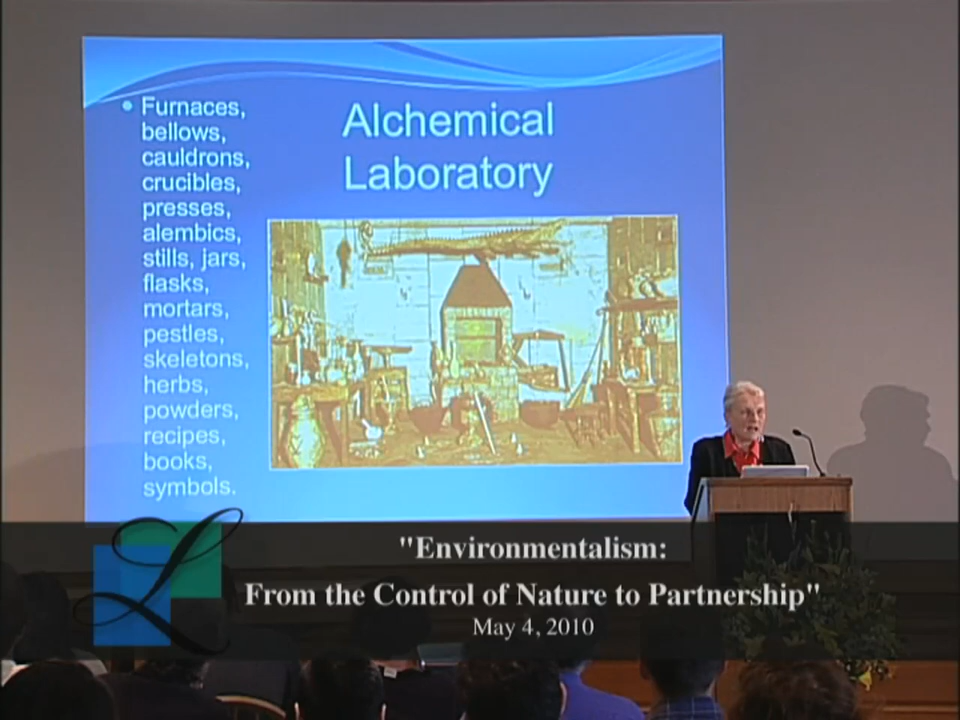 Furnaces,
bellows,
cauldrons,
crucibles,
presses,
alembics,
stills, jars,
flasks,
mortars,
pestles,
skeletons,
herbs,
powders,
recipes,
books,
symbols.
Alchemical
Laboratory
L
"Environmentalism:
From the Control of Nature to Partnership"
May 4, 2010